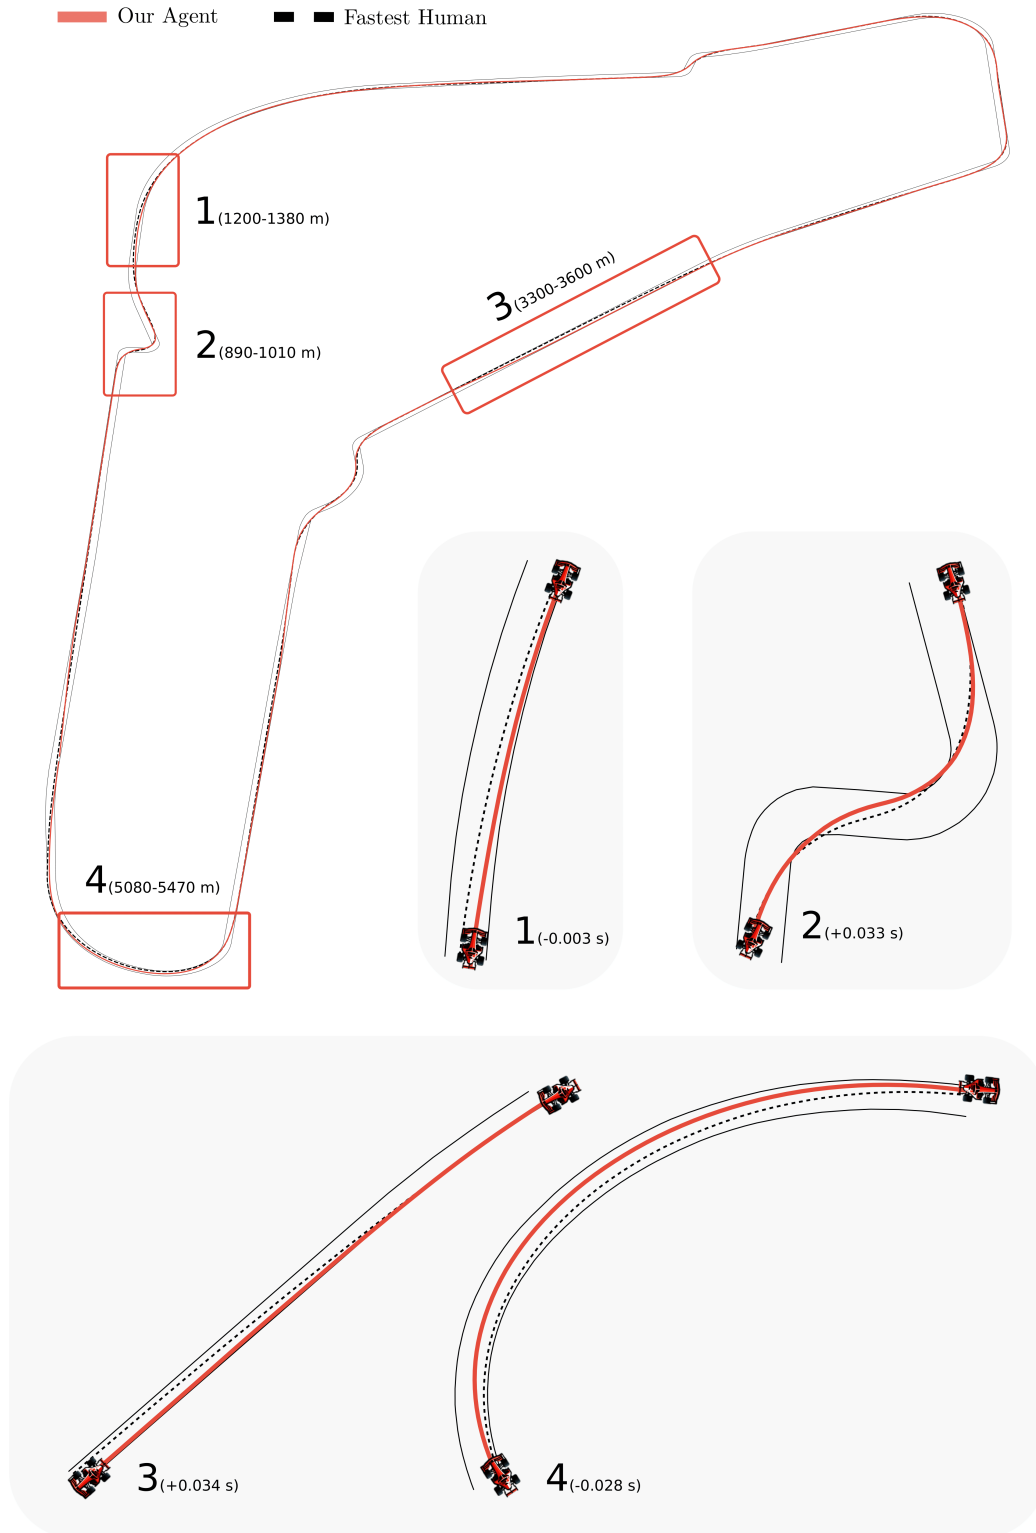 Our Agent
Fastest Human
1(1200-1380 m)
3(3300-3600 m)
2(890-1010 m)
4(5080-5470 m)
1(-0.003 s)
2(+0.033 s)
3(+0.034 s)
4(-0.028 s)